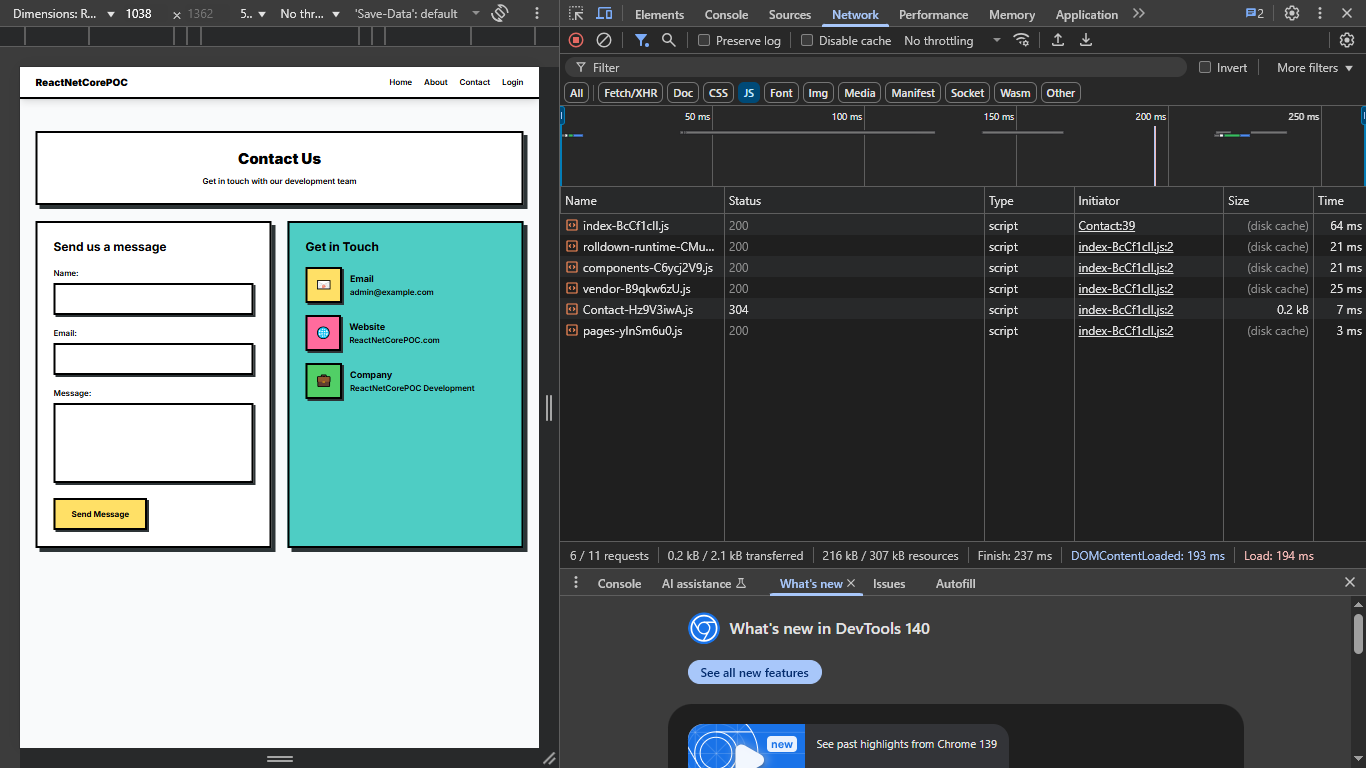 Dimensions: R... 1038 × 1362 5... No thr... 'Save-Data': default
ReactNetCorePOC
Home About Contact Login
Contact Us
Get in touch with our development team
Send us a message
Name:
Email:
Message:
Send Message
Get in Touch
Email
admin@example.com
Website
ReactNetCorePOC.com
Company
ReactNetCorePOC Development
Elements Console Sources Network Performance Memory Application 2
Preserve log Disable cache No throttling
Filter Invert More filters
All Fetch/XHR Doc CSS JS Font Img Media Manifest Socket Wasm Other
50 ms 100 ms 150 ms 200 ms 250 ms
Name Status Type Initiator Size Time
index-BcCf1cII.js 200 script Contact:39 (disk cache) 64 ms
rolldown-runtime-CMu... 200 script index-BcCf1cII.js:2 (disk cache) 21 ms
components-C6ycj2V9.js 200 script index-BcCf1cII.js:2 (disk cache) 21 ms
vendor-B9qkw6zU.js 200 script index-BcCf1cII.js:2 (disk cache) 25 ms
Contact-Hz9V3iwA.js 304 script index-BcCf1cII.js:2 0.2 kB 7 ms
pages-yInSm6u0.js 200 script index-BcCf1cII.js:2 (disk cache) 3 ms
6 / 11 requests 0.2 kB / 2.1 kB transferred 216 kB / 307 kB resources Finish: 237 ms DOMContentLoaded: 193 ms Load: 194 ms
Console AI assistance What's new Issues Autofill
What's new in DevTools 140
See all new features
new
See past highlights from Chrome 139